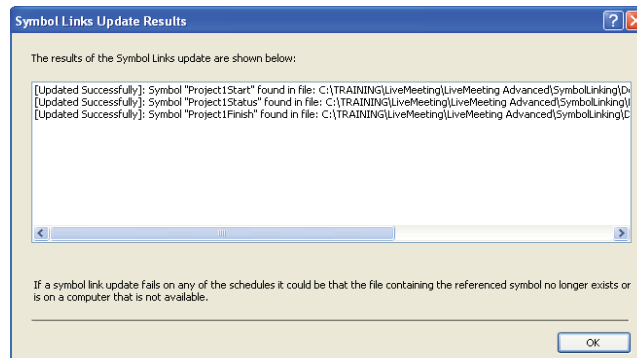 Symbol Links Update Results
The results of the Symbol Links update are shown below:
[Updated Successfully]: Symbol "Project1Start" found in file: C:\TRAINING\LiveMeeting\LiveMeeting Advanced\SymbolLinking\D
[Updated Successfully]: Symbol "Project1Status" found in file: C:\TRAINING\LiveMeeting\LiveMeeting Advanced\SymbolLinking\
[Updated Successfully]: Symbol "Project1Finish" found in file: C:\TRAINING\LiveMeeting\LiveMeeting Advanced\SymbolLinking\D
If a symbol link update fails on any of the schedules it could be that the file containing the referenced symbol no longer exists or
is on a computer that is not available.
OK